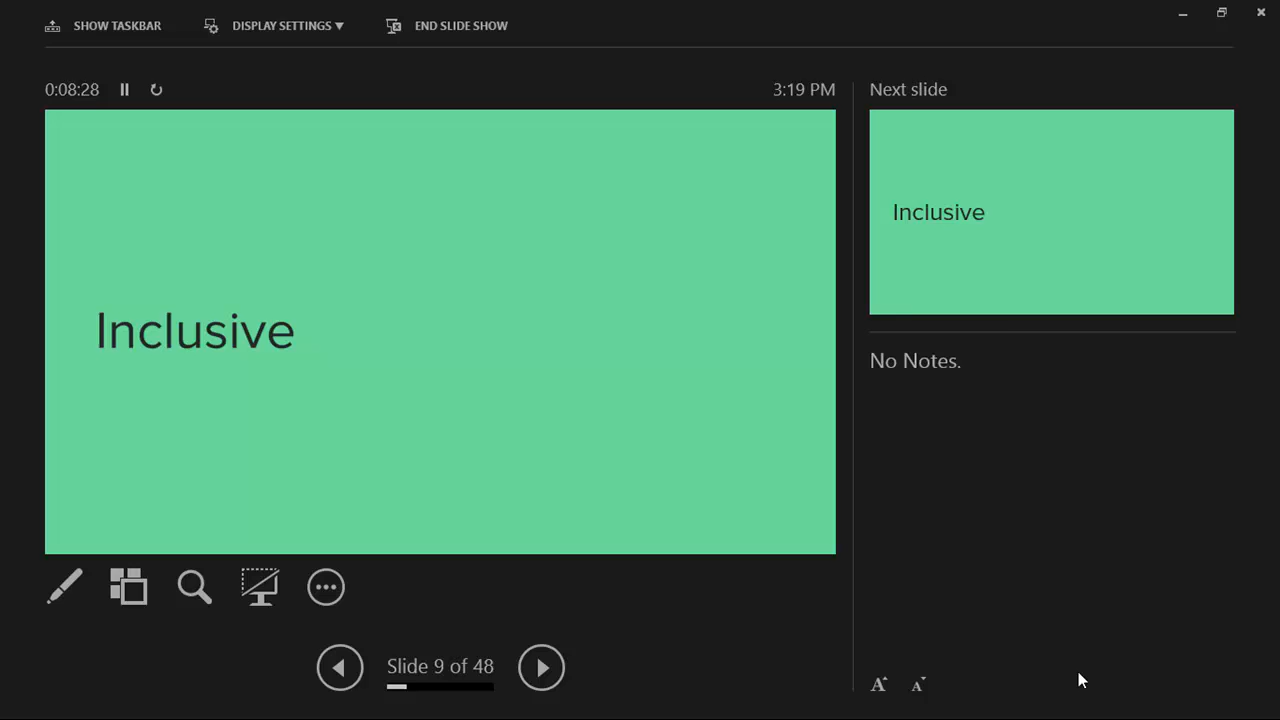 SHOW TASKBAR
DISPLAY SETTINGS ▼
END SLIDE SHOW
0:08:28
3:19 PM
Next slide
Inclusive
Inclusive
No Notes.
Slide 9 of 48
A
A